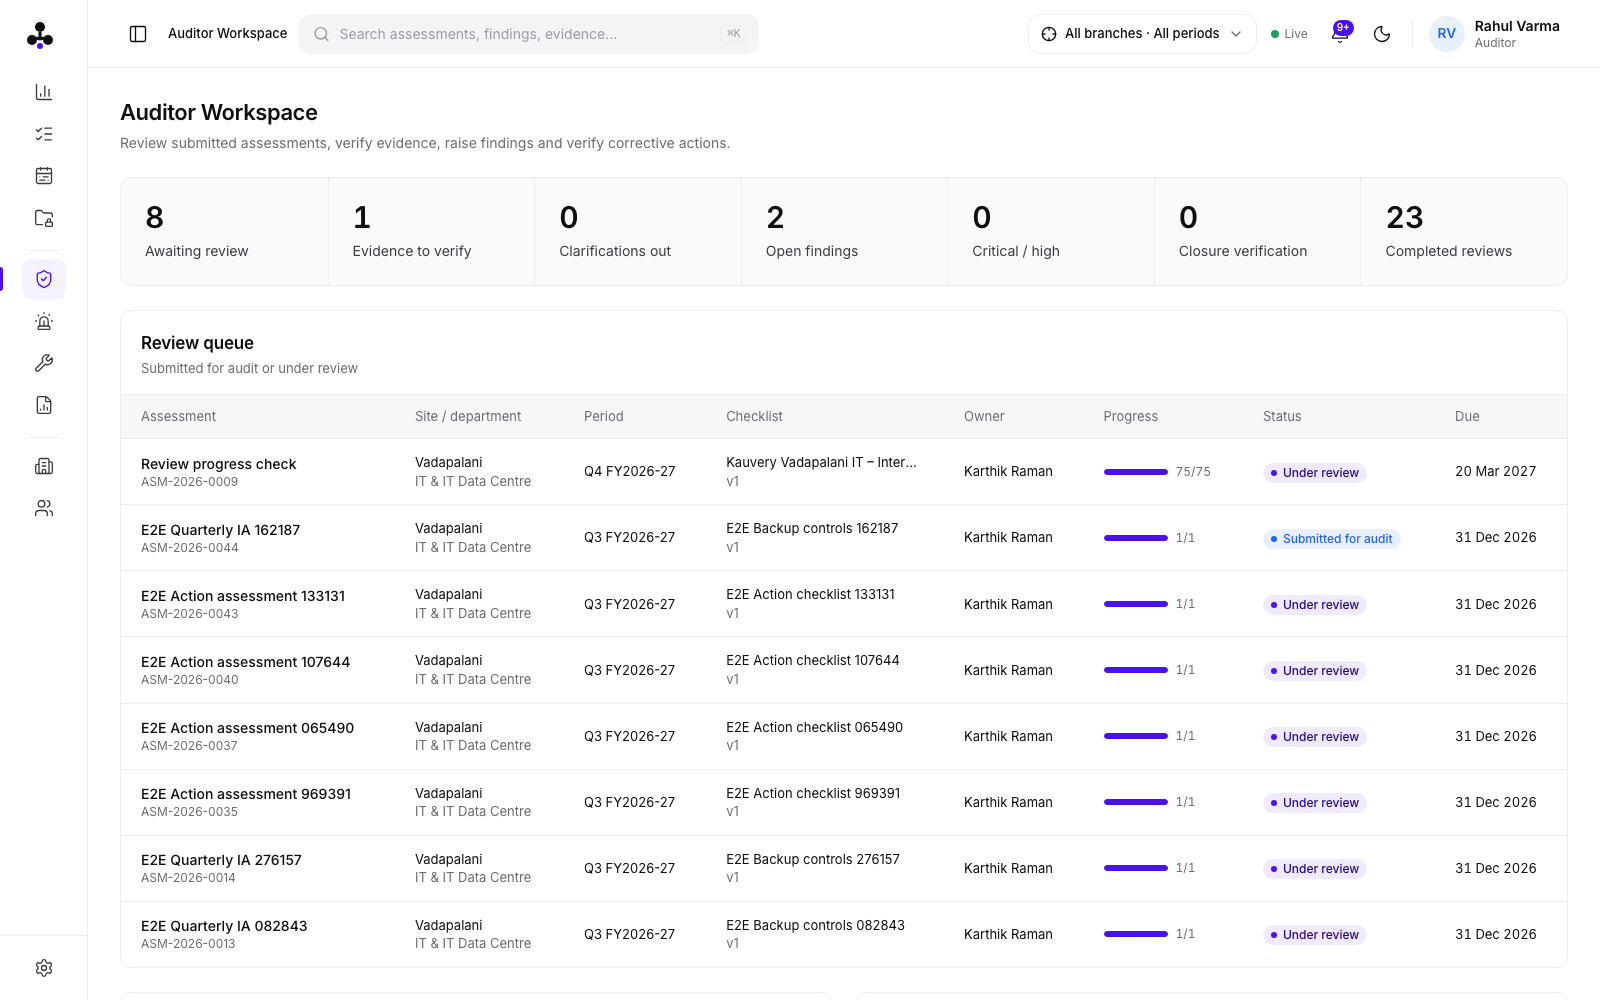 Auditor Workspace
Search assessments, findings, evidence...
⌘K
All branches · All periods
Live
9+
RV
Rahul Varma
Auditor
Auditor Workspace
Review submitted assessments, verify evidence, raise findings and verify corrective actions.
8
Awaiting review
1
Evidence to verify
0
Clarifications out
2
Open findings
0
Critical / high
0
Closure verification
23
Completed reviews
Review queue
Submitted for audit or under review
Assessment Site / department Period Checklist Owner Progress Status Due
Review progress check
ASM-2026-0009
Vadapalani
IT & IT Data Centre
Q4 FY2026-27
Kauvery Vadapalani IT – Inter...
v1
Karthik Raman
75/75
Under review
20 Mar 2027
E2E Quarterly IA 162187
ASM-2026-0044
Vadapalani
IT & IT Data Centre
Q3 FY2026-27
E2E Backup controls 162187
v1
Karthik Raman
1/1
Submitted for audit
31 Dec 2026
E2E Action assessment 133131
ASM-2026-0043
Vadapalani
IT & IT Data Centre
Q3 FY2026-27
E2E Action checklist 133131
v1
Karthik Raman
1/1
Under review
31 Dec 2026
E2E Action assessment 107644
ASM-2026-0040
Vadapalani
IT & IT Data Centre
Q3 FY2026-27
E2E Action checklist 107644
v1
Karthik Raman
1/1
Under review
31 Dec 2026
E2E Action assessment 065490
ASM-2026-0037
Vadapalani
IT & IT Data Centre
Q3 FY2026-27
E2E Action checklist 065490
v1
Karthik Raman
1/1
Under review
31 Dec 2026
E2E Action assessment 969391
ASM-2026-0035
Vadapalani
IT & IT Data Centre
Q3 FY2026-27
E2E Action checklist 969391
v1
Karthik Raman
1/1
Under review
31 Dec 2026
E2E Quarterly IA 276157
ASM-2026-0014
Vadapalani
IT & IT Data Centre
Q3 FY2026-27
E2E Backup controls 276157
v1
Karthik Raman
1/1
Under review
31 Dec 2026
E2E Quarterly IA 082843
ASM-2026-0013
Vadapalani
IT & IT Data Centre
Q3 FY2026-27
E2E Backup controls 082843
v1
Karthik Raman
1/1
Under review
31 Dec 2026